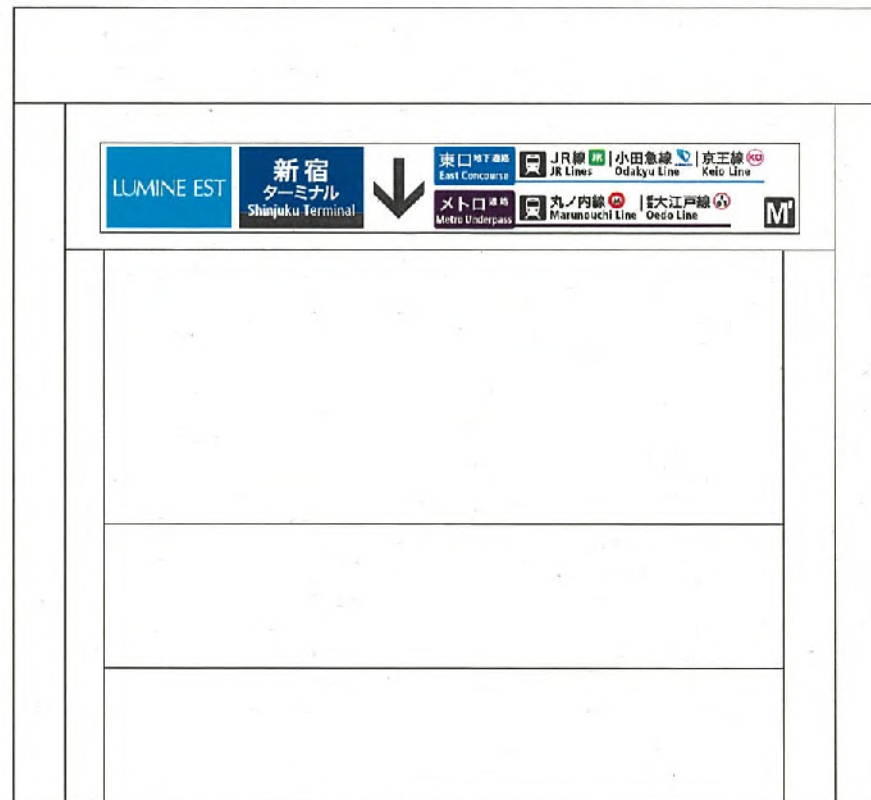 LUMINE EST
新宿
ターミナル
Shinjuku Terminal
東口地下通路
East Concourse
JR線 JR | 小田急線 | 京王線 KO
JR Lines Odakyu Line Keio Line
メトロ通路
Metro Underpass
丸ノ内線 M | 都営大江戸線
Marunouchi Line Oedo Line
M